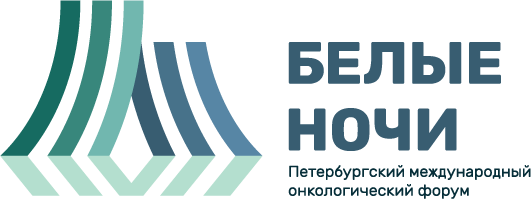 БЕЛЫЕ
НОЧИ
Петербургский международный
онкологический форум